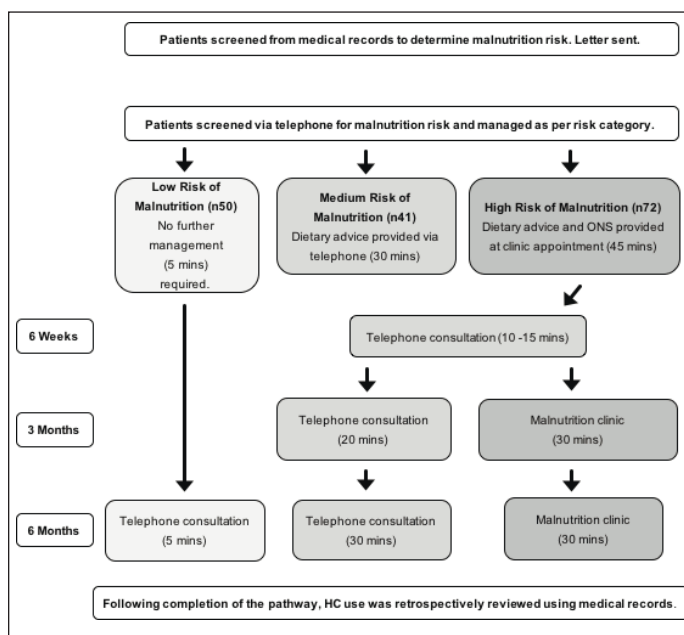 Patients screened from medical records to determine malnutrition risk. Letter sent.
Patients screened via telephone for malnutrition risk and managed as per risk category.
Low Risk of
Malnutrition (n50)
No further
management
(5 mins)
required.
Medium Risk of
Malnutrition (n41)
Dietary advice provided via
telephone (30 mins)
High Risk of Malnutrition (n72)
Dietary advice and ONS provided
at clinic appointment (45 mins)
6 Weeks
Telephone consultation (10 -15 mins)
3 Months
Telephone consultation
(20 mins)
Malnutrition clinic
(30 mins)
6 Months
Telephone consultation
(5 mins)
Telephone consultation
(30 mins)
Malnutrition clinic
(30 mins)
Following completion of the pathway, HC use was retrospectively reviewed using medical records.